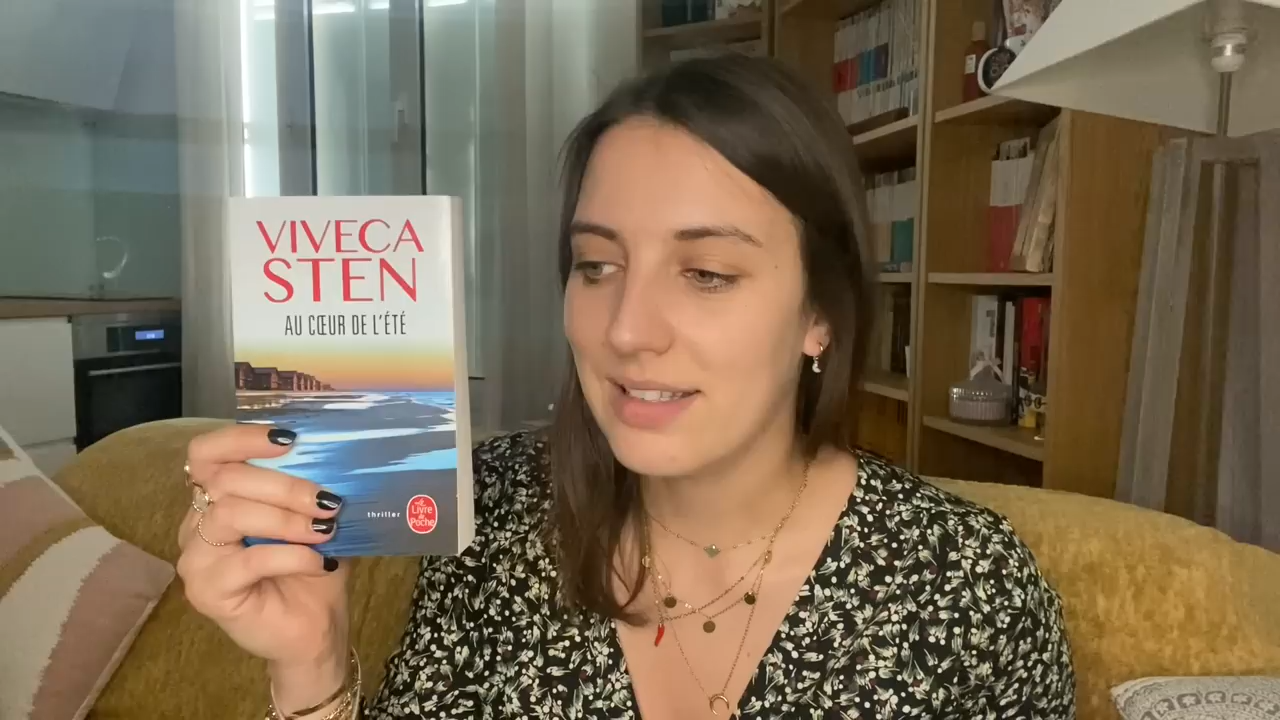 VIVECA
STEN
AU CŒUR DE L'ÉTÉ
thriller
Le
Livre
de
Poche